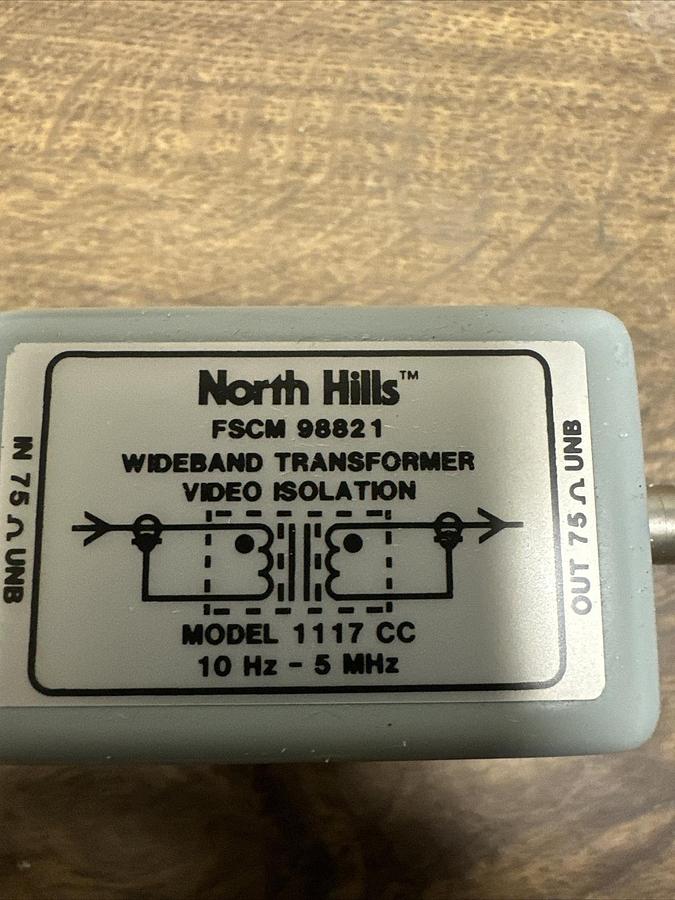 North Hills™
FSCM 98821
WIDEBAND TRANSFORMER
VIDEO ISOLATION
IN 75 Ω UNB
OUT 75 Ω UNB
MODEL 1117 CC
10 Hz - 5 MHz